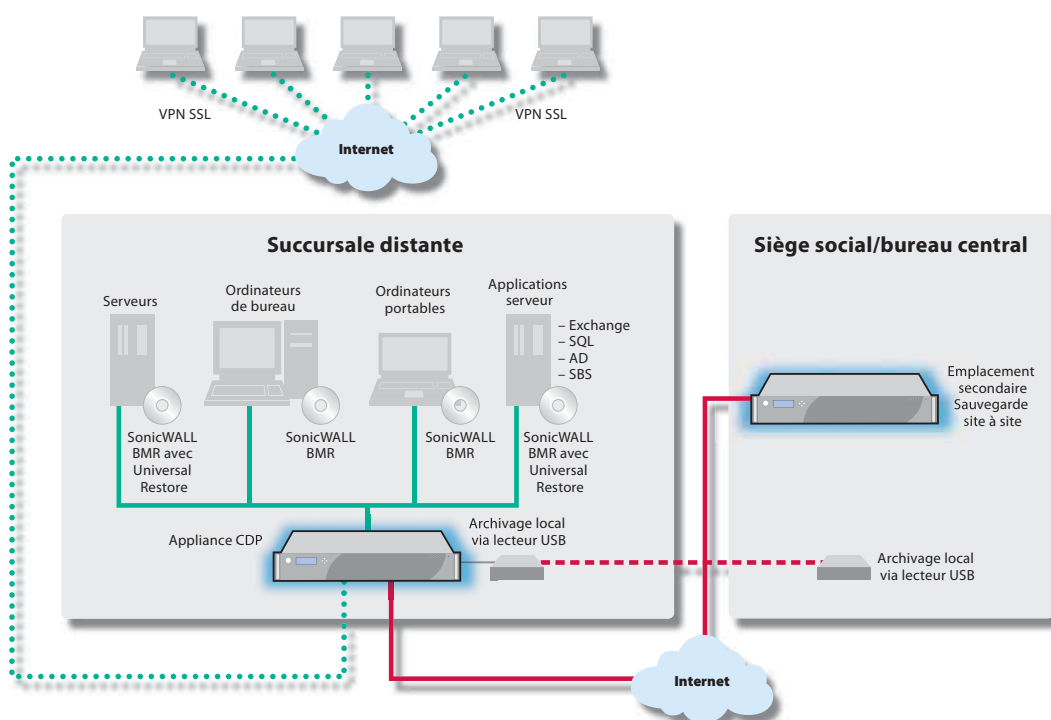 VPN SSL
VPN SSL
Internet
Succursale distante
Siège social/bureau central
Serveurs
Ordinateurs
de bureau
Ordinateurs
portables
Applications
serveur
– Exchange
– SQL
– AD
– SBS
SonicWALL
BMR avec
Universal
Restore
SonicWALL
BMR
SonicWALL
BMR
SonicWALL
BMR avec
Universal
Restore
Emplacement
secondaire
Sauvegarde
site à site
Appliance CDP
Archivage local
via lecteur USB
Archivage local
via lecteur USB
Internet